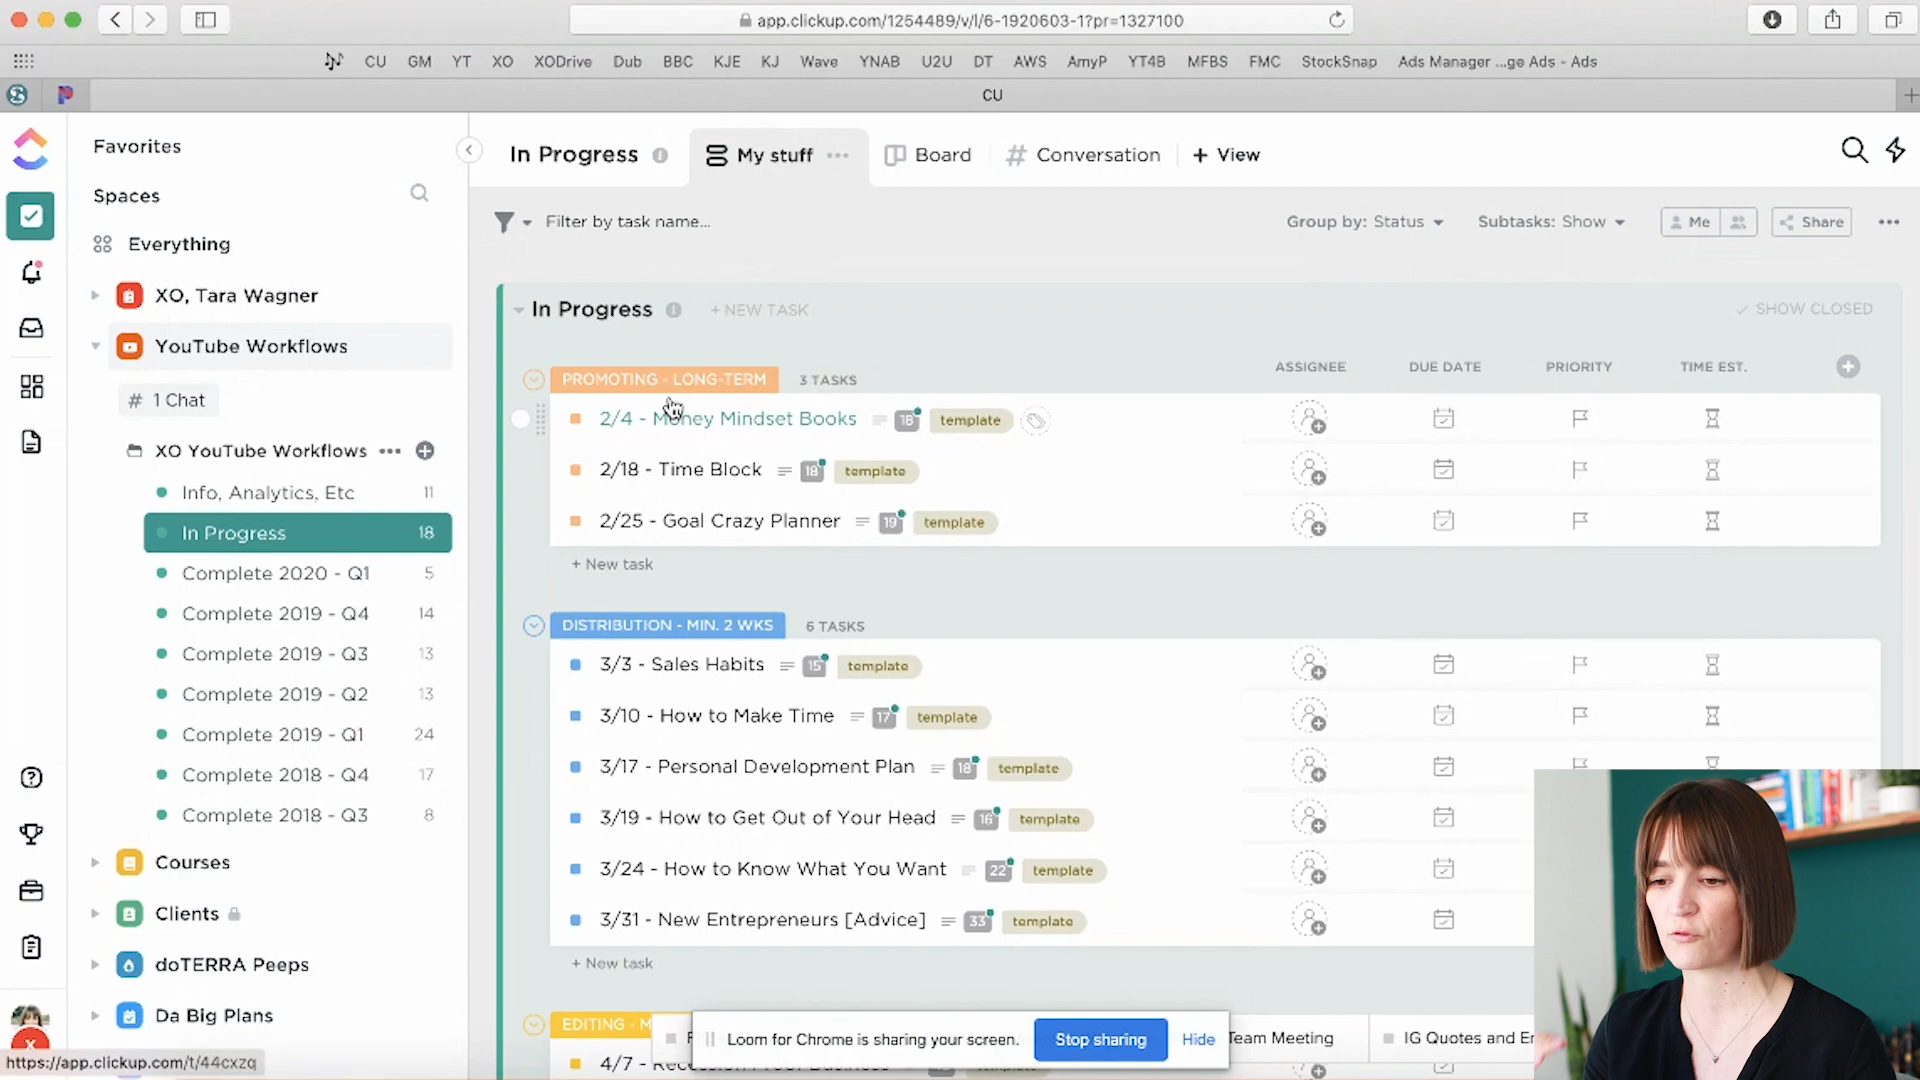 app.clickup.com/1254489/v/l/6-1920603-1?pr=1327100
CU GM YT XO XODrive Dub BBC KJE KJ Wave YNAB U2U DT AWS AmyP YT4B MFBS FMC StockSnap Ads Manager ...ge Ads - Ads
CU
Favorites
Spaces
Everything
XO, Tara Wagner
YouTube Workflows
# 1 Chat
XO YouTube Workflows
Info, Analytics, Etc 11
In Progress 18
Complete 2020 - Q1 5
Complete 2019 - Q4 14
Complete 2019 - Q3 13
Complete 2019 - Q2 13
Complete 2019 - Q1 24
Complete 2018 - Q4 17
Complete 2018 - Q3 8
Courses
Clients
doTERRA Peeps
Da Big Plans
https://app.clickup.com/t/44cxzq
In Progress My stuff Board # Conversation + View
Filter by task name... Group by: Status Subtasks: Show Me Share
In Progress + NEW TASK SHOW CLOSED
PROMOTING - LONG-TERM 3 TASKS ASSIGNEE DUE DATE PRIORITY TIME EST.
2/4 - Money Mindset Books 18 template
2/18 - Time Block 18 template
2/25 - Goal Crazy Planner 19 template
+ New task
DISTRIBUTION - MIN. 2 WKS 6 TASKS
3/3 - Sales Habits 15 template
3/10 - How to Make Time 17 template
3/17 - Personal Development Plan 18 template
3/19 - How to Get Out of Your Head 16 template
3/24 - How to Know What You Want 22 template
3/31 - New Entrepreneurs [Advice] 33 template
+ New task
EDITING -
Loom for Chrome is sharing your screen. Stop sharing Hide
Team Meeting IG Quotes and
4/7 -